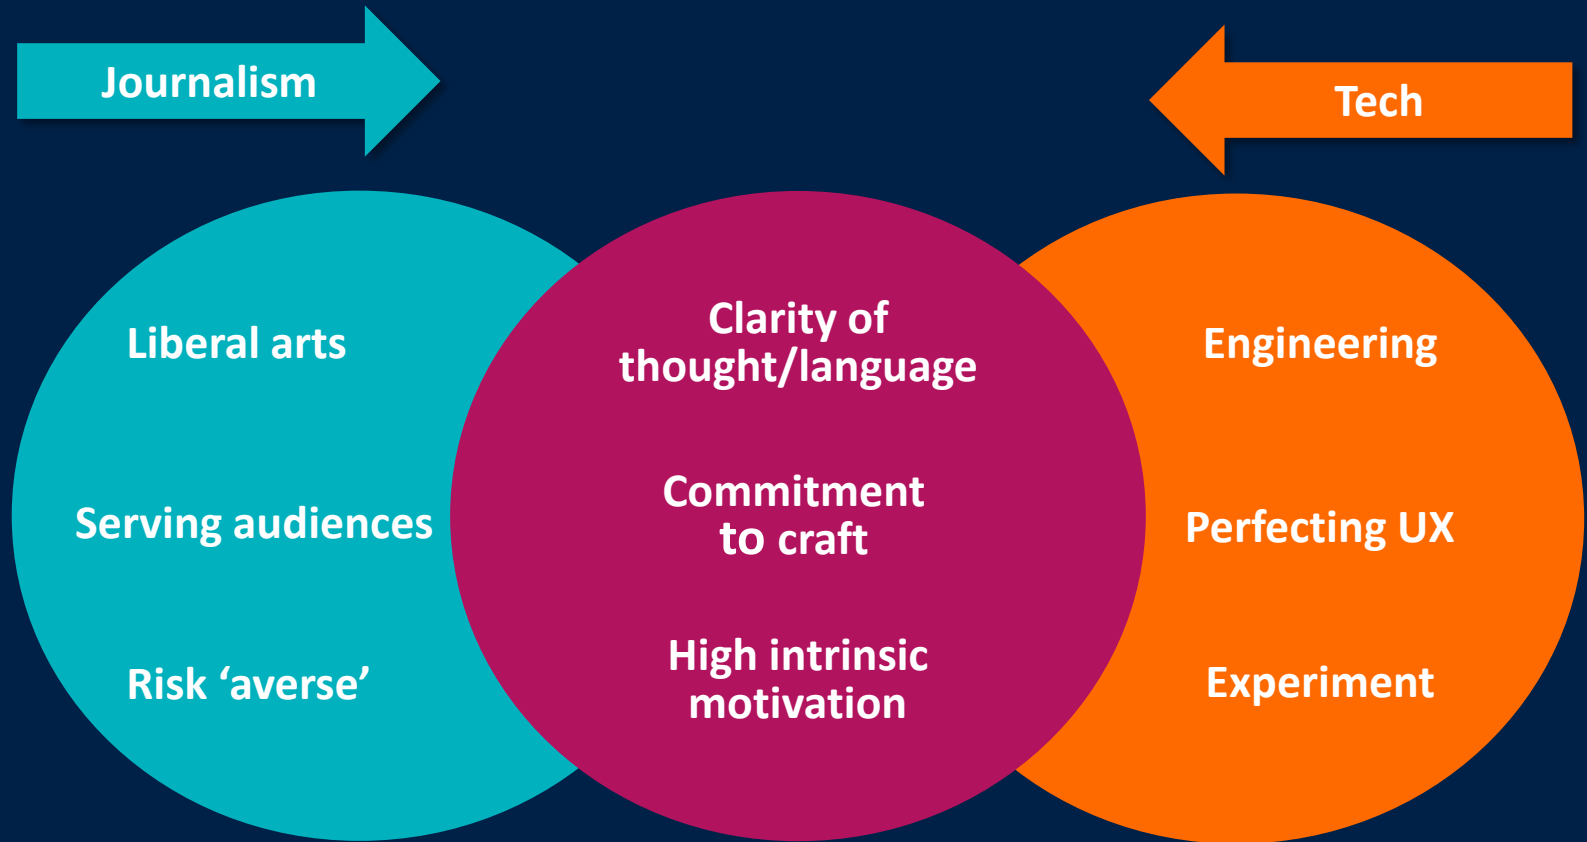 Journalism
Tech
Liberal arts
Serving audiences
Risk ‘averse’
Clarity of
thought/language
Commitment
to craft
High intrinsic
motivation
Engineering
Perfecting UX
Experiment